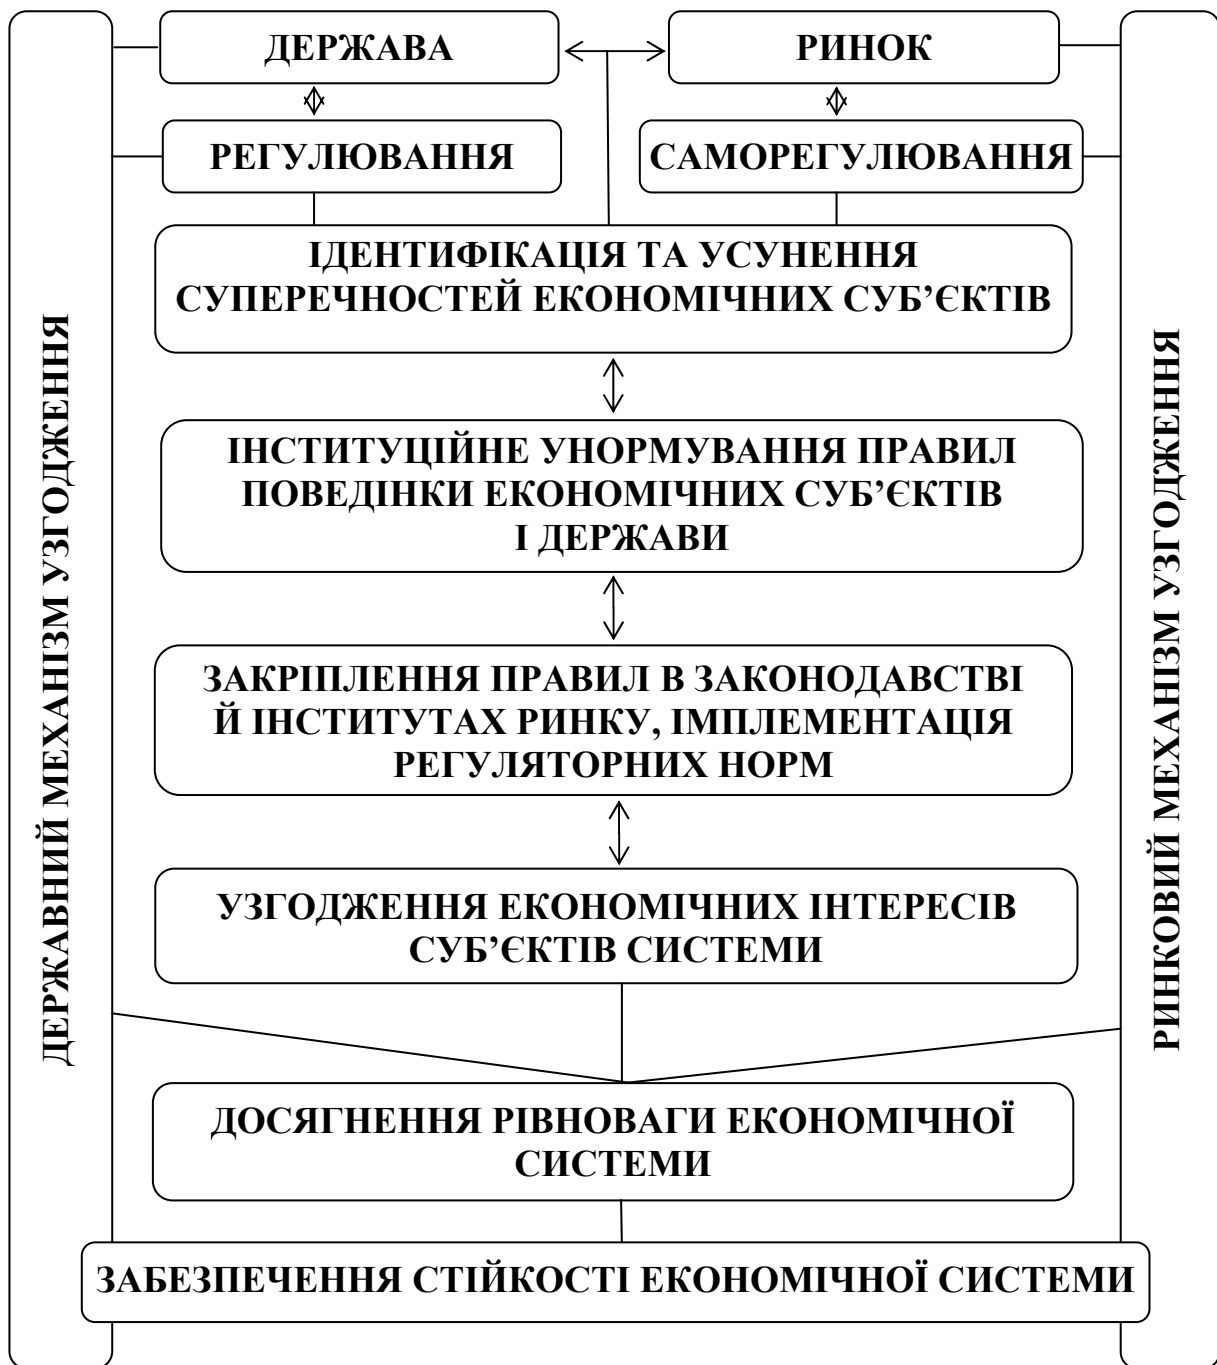 ДЕРЖАВА
РИНОК
РЕГУЛЮВАННЯ
САМОРЕГУЛЮВАННЯ
ІДЕНТИФІКАЦІЯ ТА УСУНЕННЯ
СУПЕРЕЧНОСТЕЙ ЕКОНОМІЧНИХ СУБ’ЄКТІВ
ІНСТИТУЦІЙНЕ УНОРМУВАННЯ ПРАВИЛ
ПОВЕДІНКИ ЕКОНОМІЧНИХ СУБ’ЄКТІВ
І ДЕРЖАВИ
ЗАКРІПЛЕННЯ ПРАВИЛ В ЗАКОНОДАВСТВІ
Й ІНСТИТУТАХ РИНКУ, ІМПЛЕМЕНТАЦІЯ
РЕГУЛЯТОРНИХ НОРМ
УЗГОДЖЕННЯ ЕКОНОМІЧНИХ ІНТЕРЕСІВ
СУБ’ЄКТІВ СИСТЕМИ
ДОСЯГНЕННЯ РІВНОВАГИ ЕКОНОМІЧНОЇ
СИСТЕМИ
ЗАБЕЗПЕЧЕННЯ СТІЙКОСТІ ЕКОНОМІЧНОЇ СИСТЕМИ
ДЕРЖАВНИЙ МЕХАНІЗМ УЗГОДЖЕННЯ
РИНКОВИЙ МЕХАНІЗМ УЗГОДЖЕННЯ